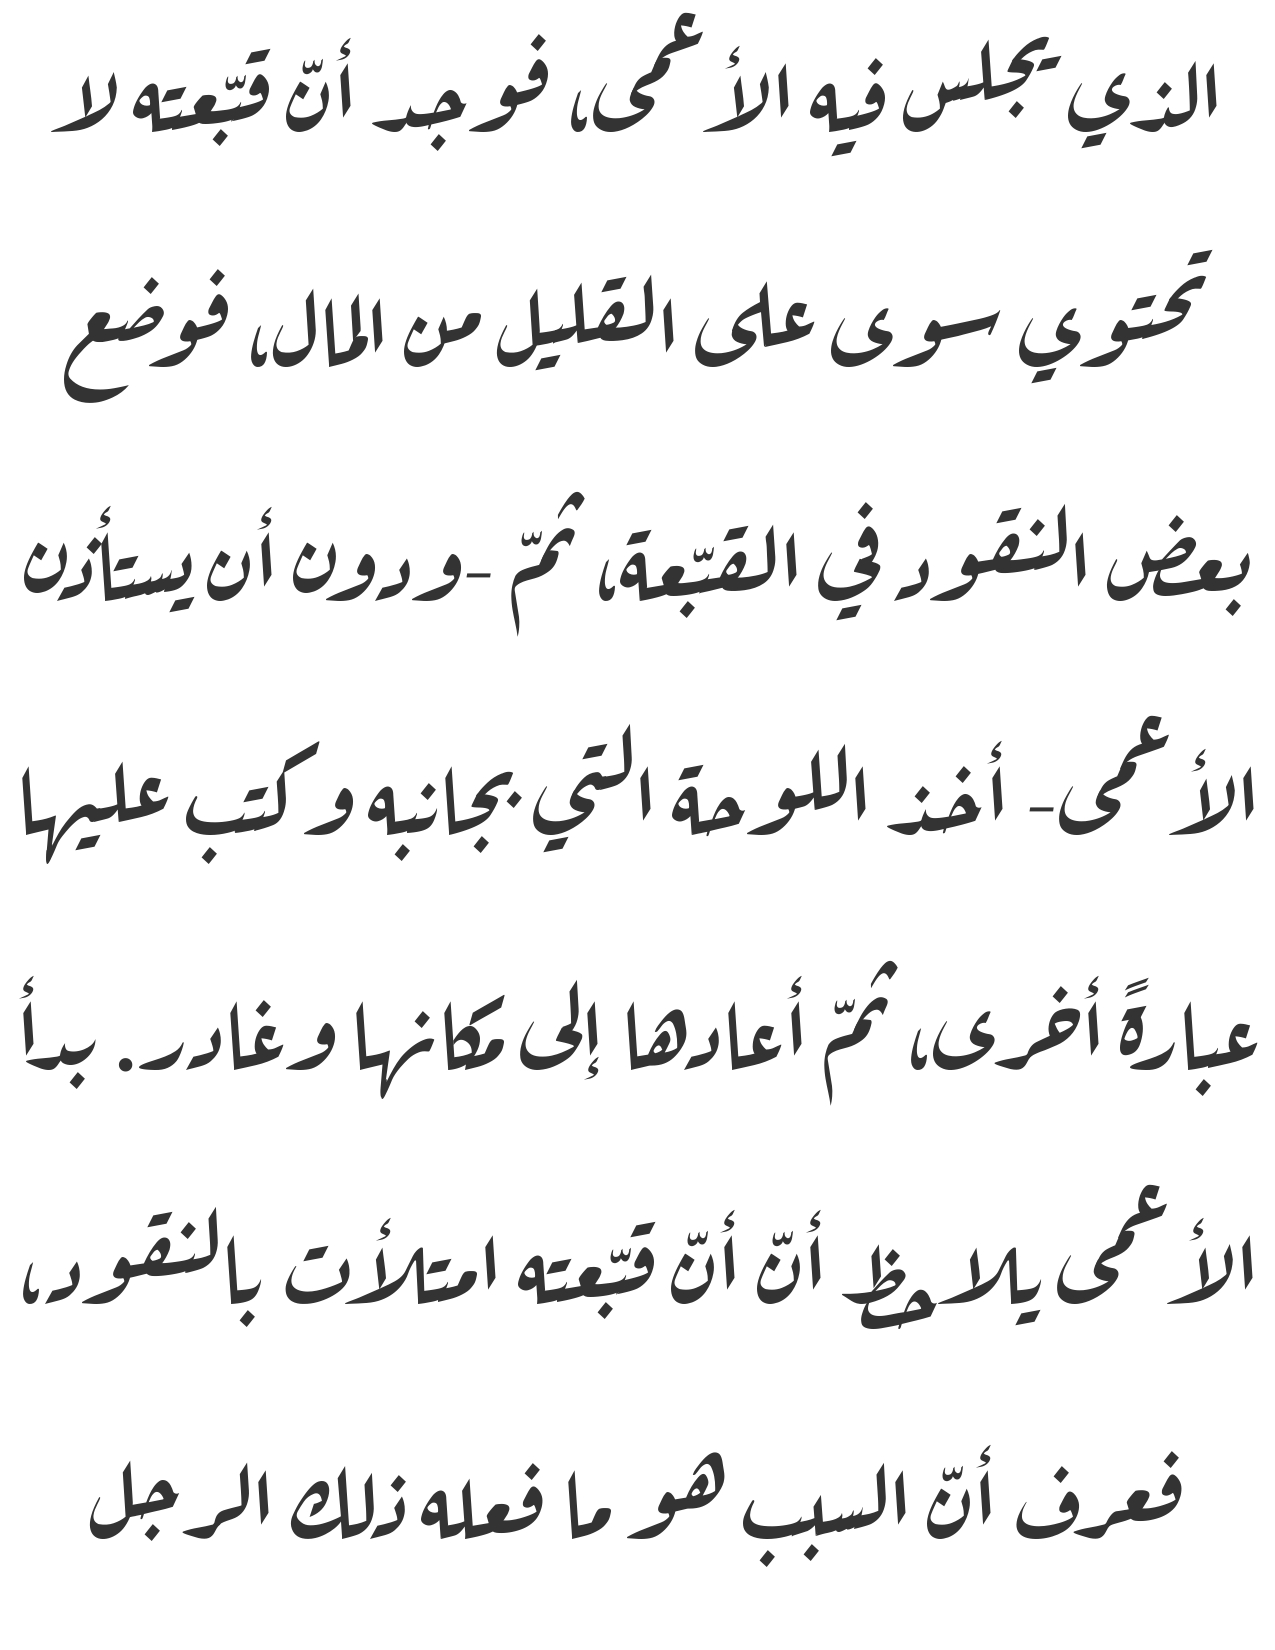 الذي يجلس فيه الأعمى، فوجد أنّ قبّعته لا
تحتوي سوى على القليل من المال، فوضع
بعض النقود في القبّعة، ثمّ -ودون أن يستأذن
الأعمى- أخذ اللوحة التي بجانبه وكتب عليها
عبارةً أخرى، ثمّ أعادها إلى مكانها وغادر. بدأ
الأعمى يلاحظ أنّ أنّ قبّعته امتلأت بالنقود،
فعرف أنّ السبب هو ما فعله ذلك الرجل